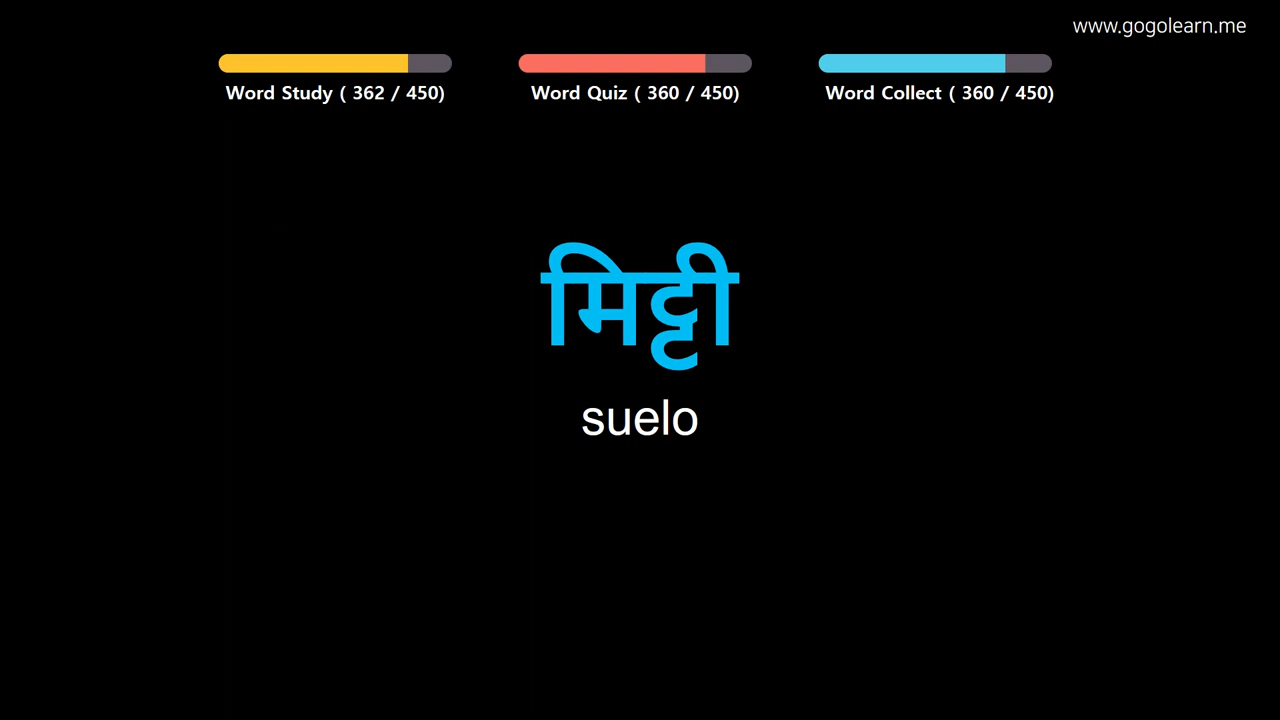 www.gogolearn.me
Word Study ( 362 / 450)
Word Quiz ( 360 / 450)
Word Collect ( 360 / 450)
मिट्टी
suelo